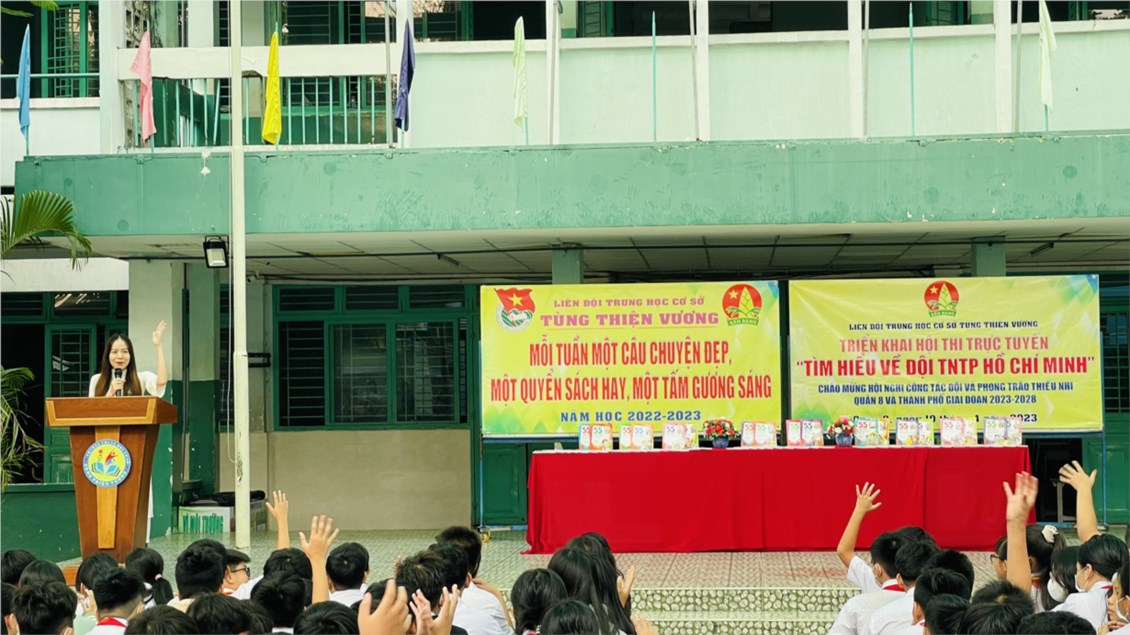 LIÊN ĐỘI TRUNG HỌC CƠ SỞ
TÙNG THIỆN VƯƠNG
MỖI TUẦN MỘT CÂU CHUYỆN ĐẸP,
MỘT QUYỂN SÁCH HAY, MỘT TẤM GƯƠNG SÁNG
NĂM HỌC 2022-2023
LIÊN ĐỘI TRUNG HỌC CƠ SỞ TÙNG THIỆN VƯƠNG
TRIỂN KHAI HỘI THI TRỰC TUYẾN
“TÌM HIỂU VỀ ĐỘI TNTP HỒ CHÍ MINH”
CHÀO MỪNG HỘI NGHỊ CÔNG TÁC ĐỘI VÀ PHONG TRÀO THIẾU NHI
QUẬN 8 VÀ THÀNH PHỐ GIAI ĐOẠN 2023-2028
2023